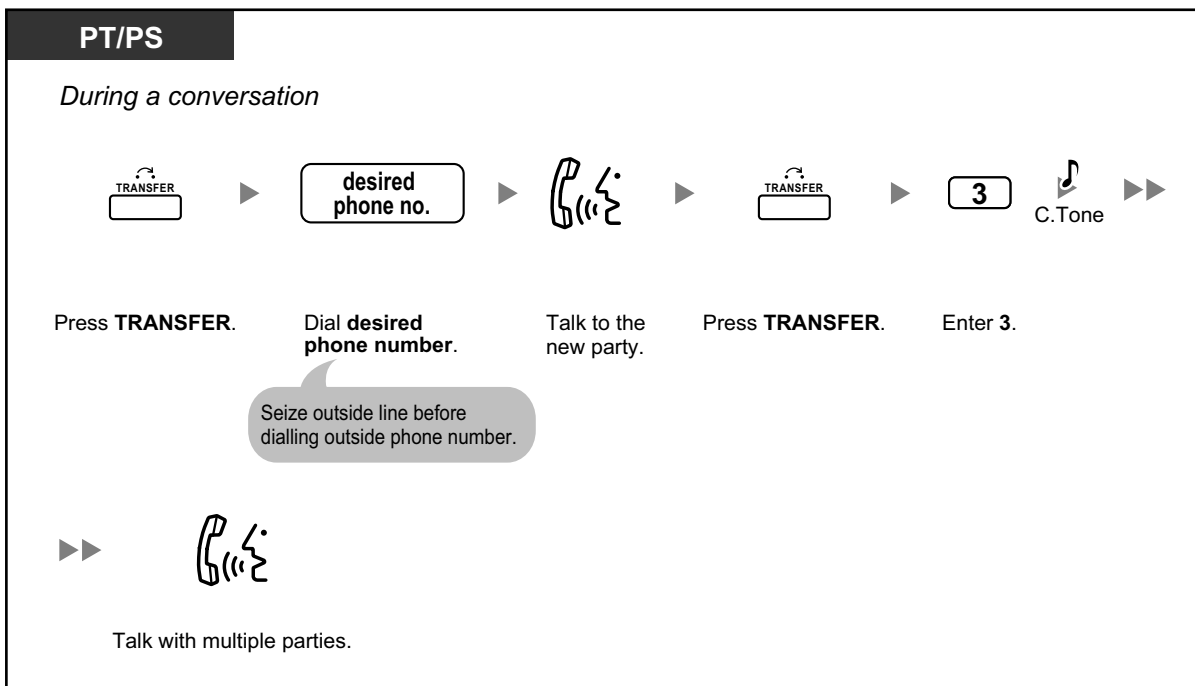 PT/PS
During a conversation
TRANSFER
desired
phone no.
TRANSFER
3
C.Tone
Press TRANSFER.
Dial desired
phone number.
Talk to the
new party.
Press TRANSFER.
Enter 3.
Seize outside line before
dialling outside phone number.
Talk with multiple parties.